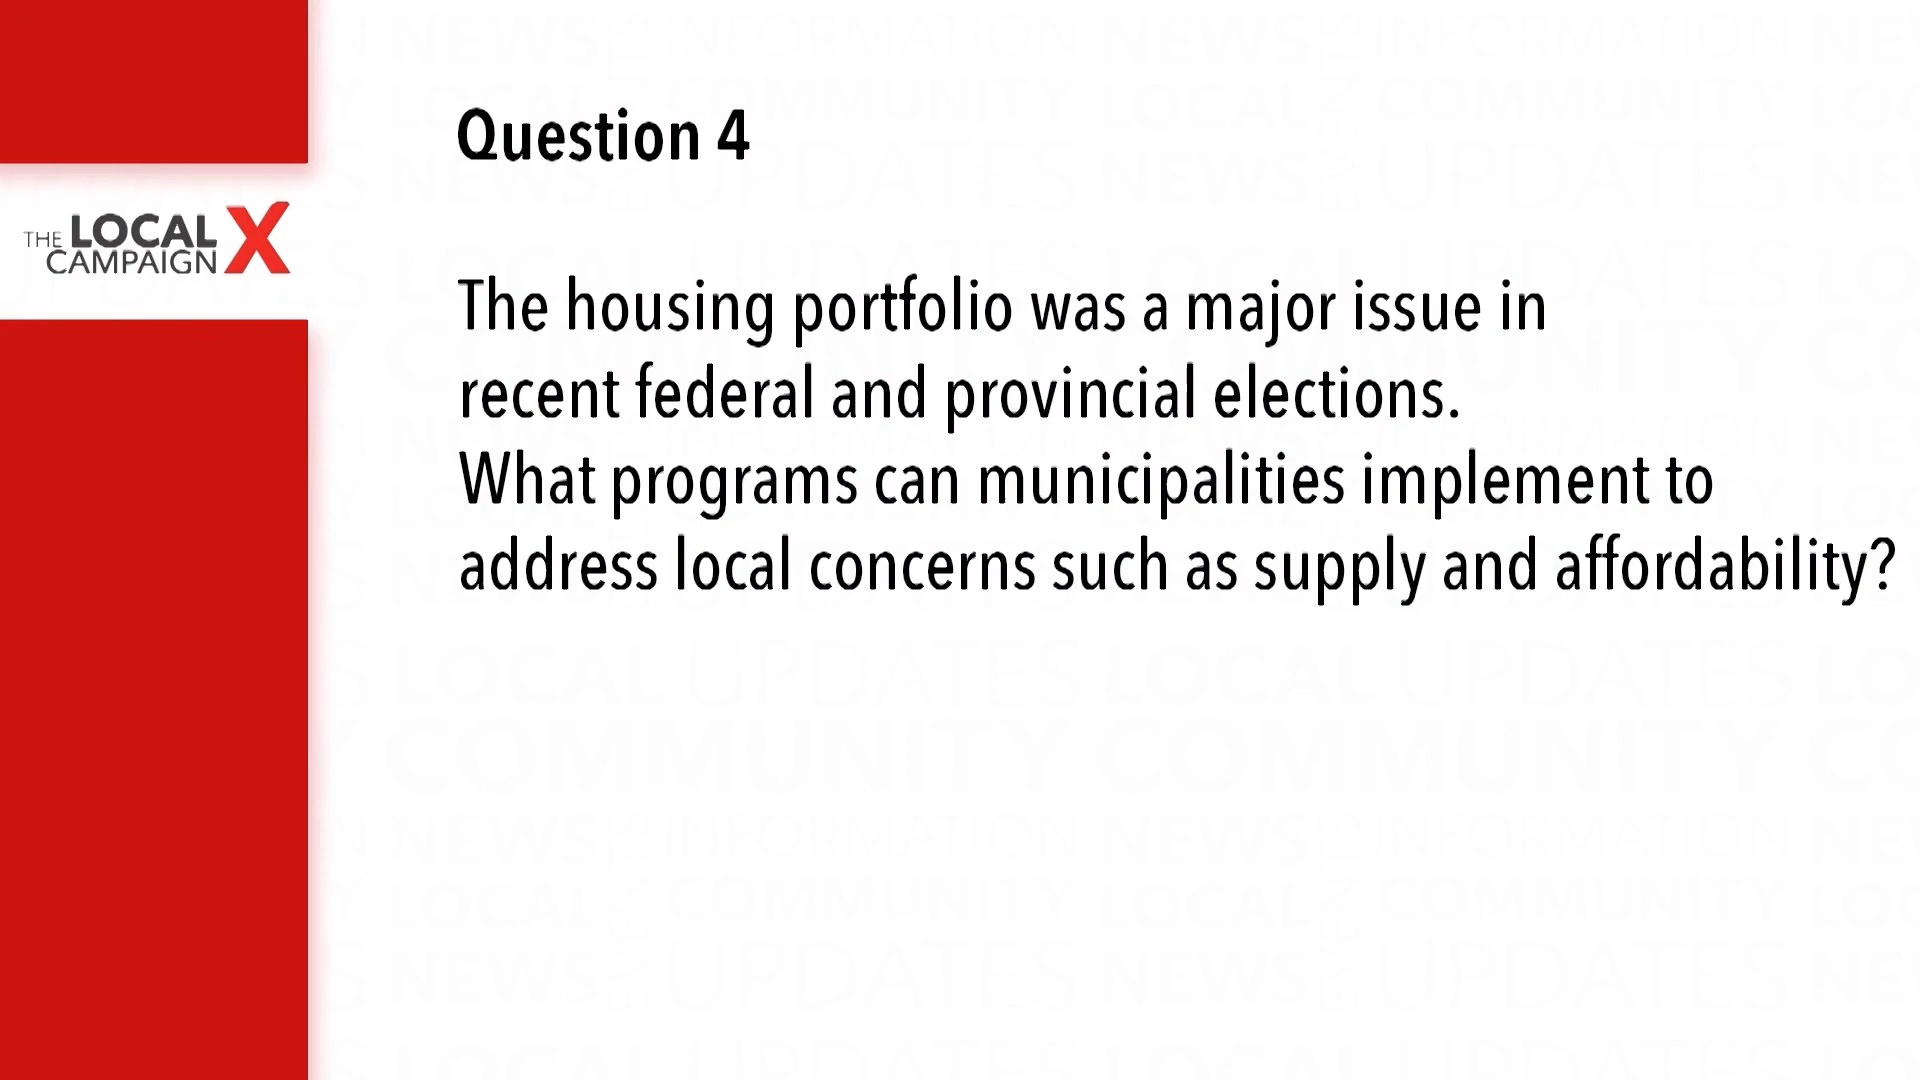 Question 4
THE LOCAL X
CAMPAIGN
The housing portfolio was a major issue in
recent federal and provincial elections.
What programs can municipalities implement to
address local concerns such as supply and affordability?